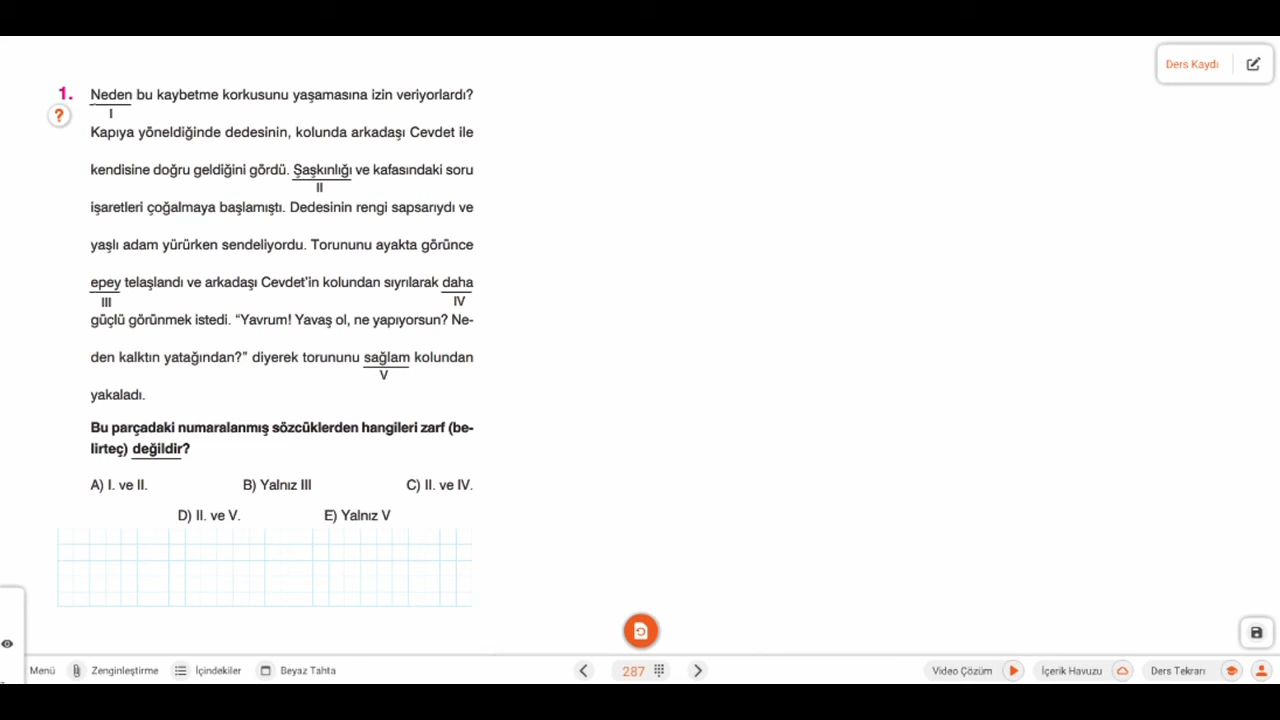 Ders Kaydı
1. Neden bu kaybetme korkusunu yaşamasına izin veriyorlardı?
I
?
Kapıya yöneldiğinde dedesinin, kolunda arkadaşı Cevdet ile
kendisine doğru geldiğini gördü. Şaşkınlığı ve kafasındaki soru
II
işaretleri çoğalmaya başlamıştı. Dedesinin rengi sapsarıydı ve
yaşlı adam yürürken sendeliyordu. Torununu ayakta görünce
epey telaşlandı ve arkadaşı Cevdet'in kolundan sıyrılarak daha
III IV
güçlü görünmek istedi. “Yavrum! Yavaş ol, ne yapıyorsun? Ne-
den kalktın yatağından?” diyerek torununu sağlam kolundan
V
yakaladı.
Bu parçadaki numaralanmış sözcüklerden hangileri zarf (be-
lirteç) değildir?
A) I. ve II. B) Yalnız III C) II. ve IV.
D) II. ve V. E) Yalnız V
Menü Zenginleştirme İçindekiler Beyaz Tahta 287 Video Çözüm İçerik Havuzu Ders Tekrarı